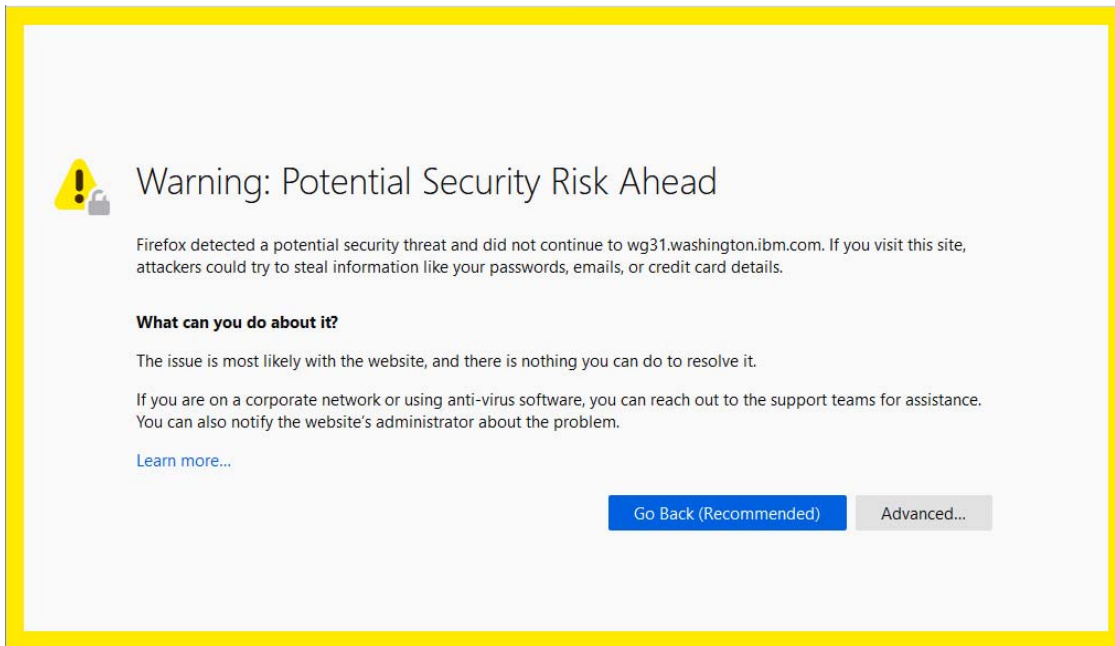 Warning: Potential Security Risk Ahead
Firefox detected a potential security threat and did not continue to wg31.washington.ibm.com. If you visit this site,
attackers could try to steal information like your passwords, emails, or credit card details.
What can you do about it?
The issue is most likely with the website, and there is nothing you can do to resolve it.
If you are on a corporate network or using anti-virus software, you can reach out to the support teams for assistance.
You can also notify the website’s administrator about the problem.
Learn more...
Go Back (Recommended) Advanced...